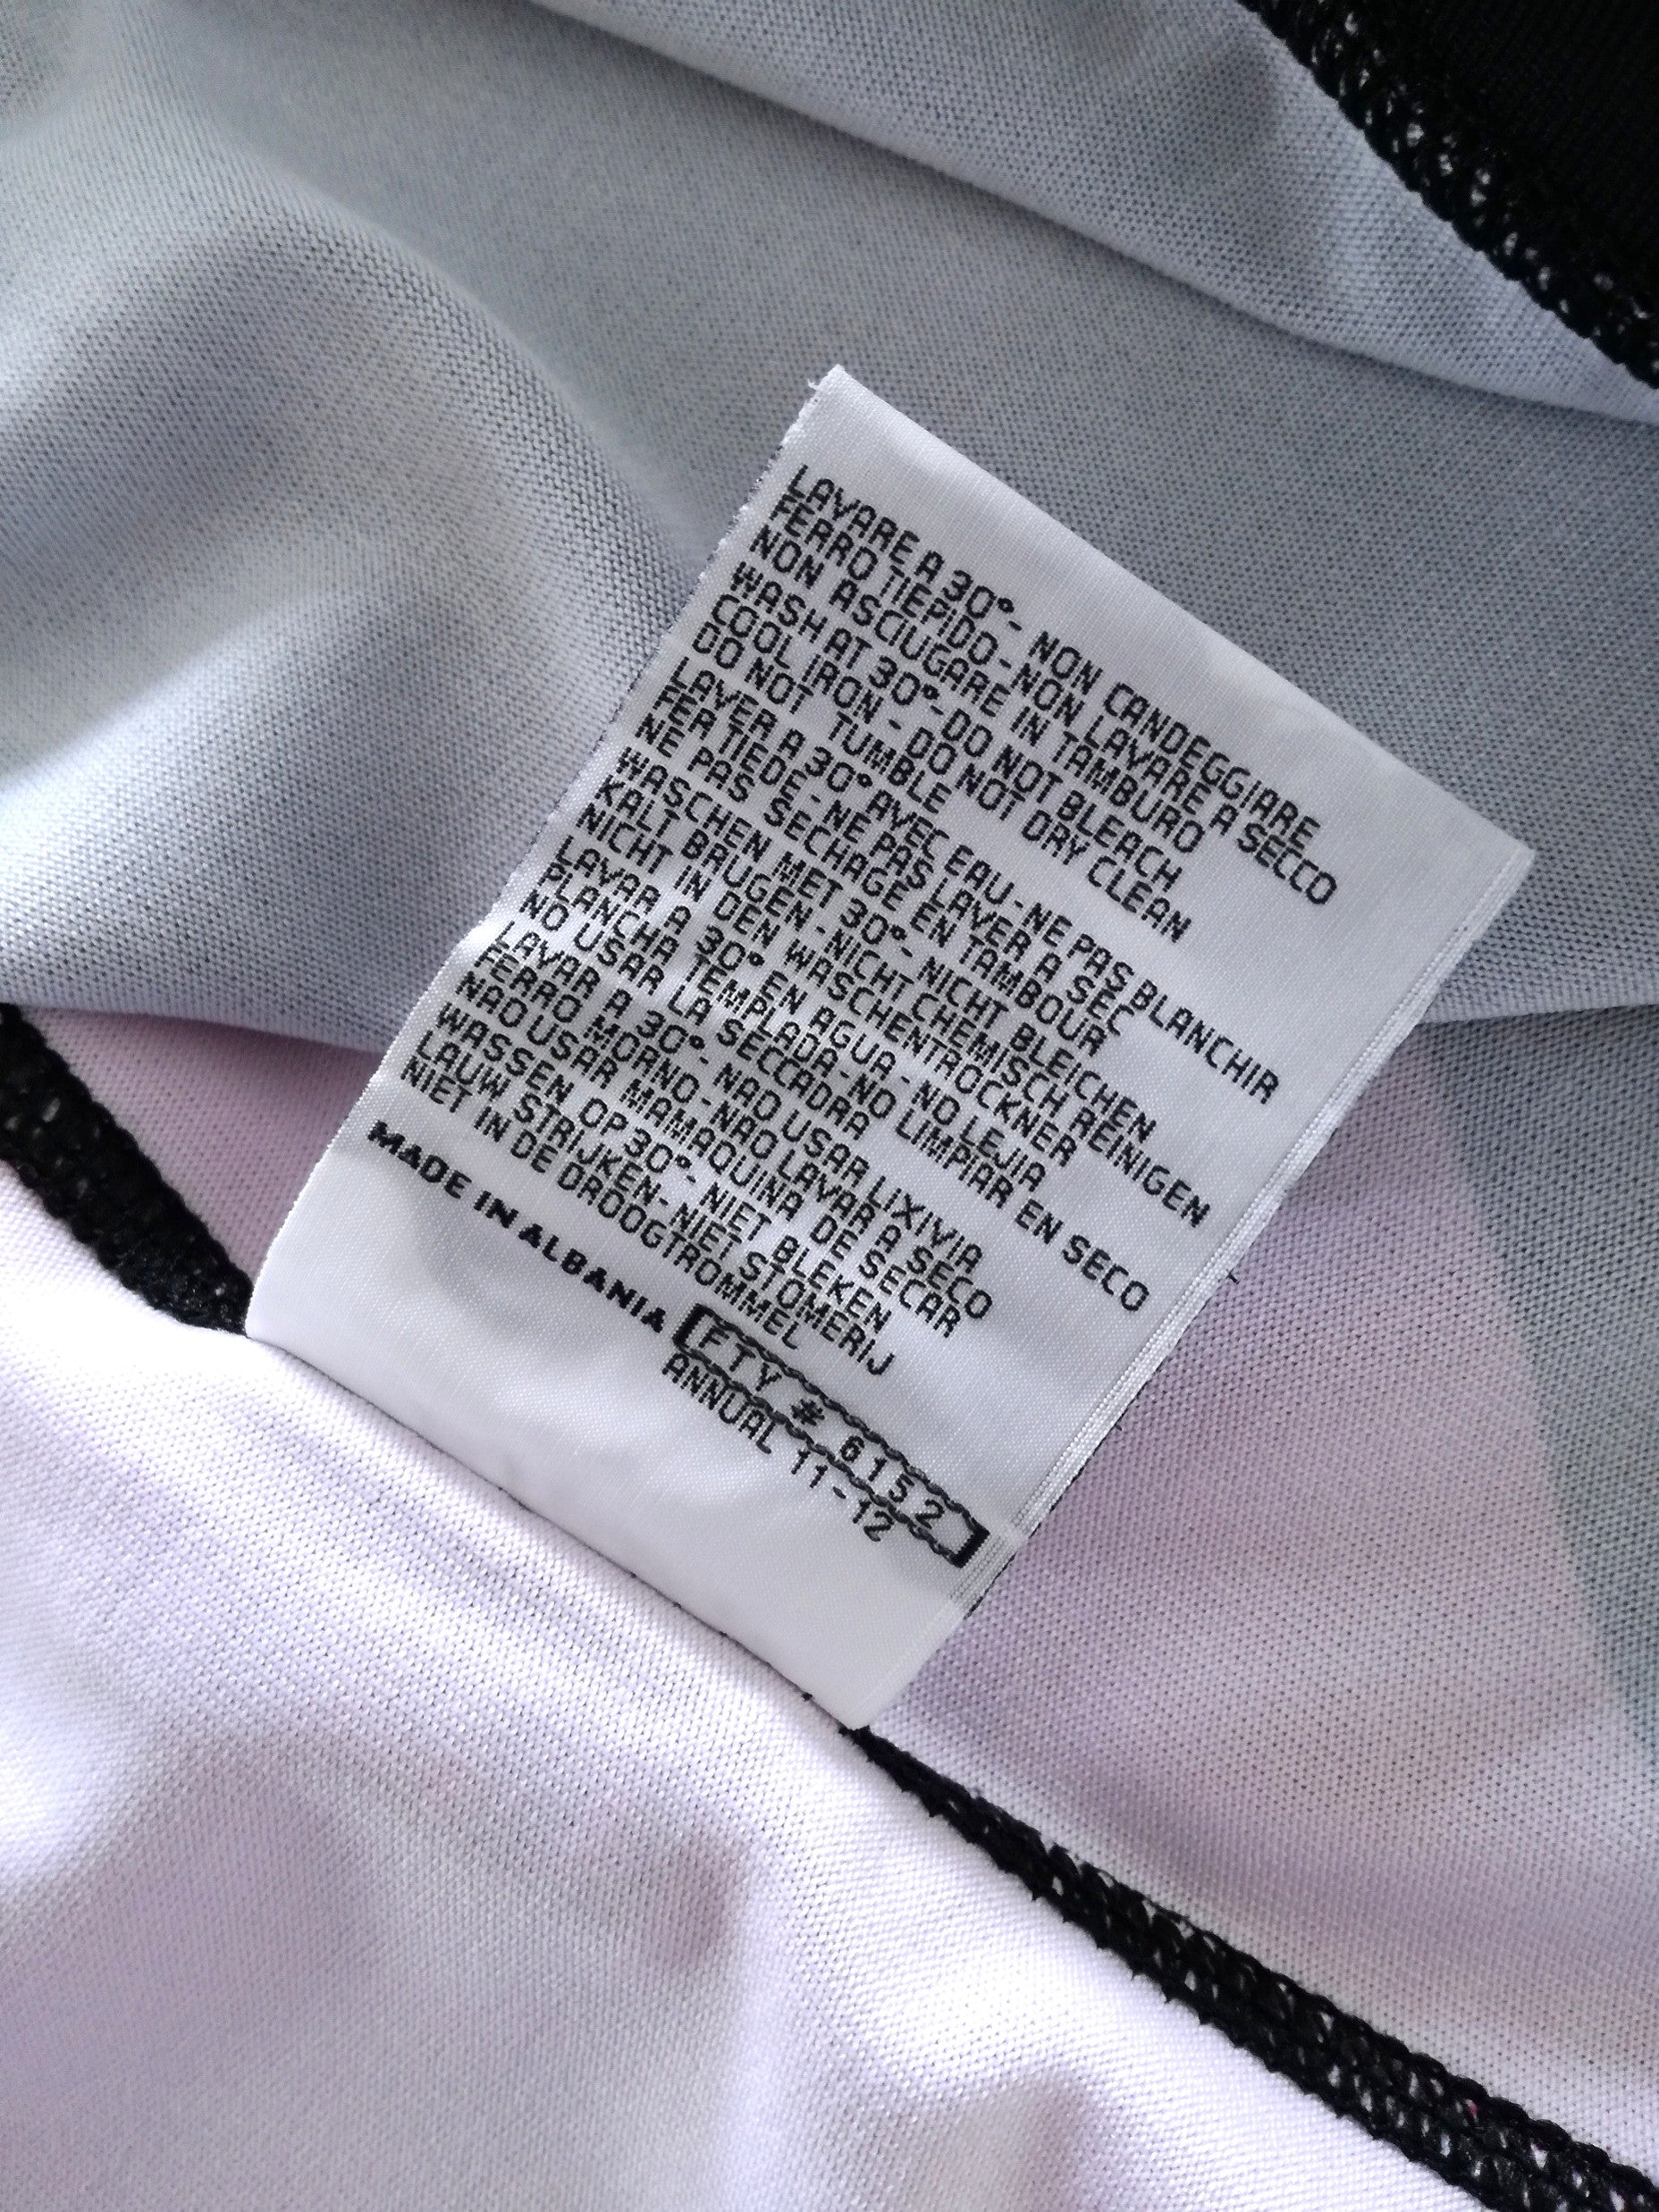 LAVARE A 30°- NON CANDEGGIARE
FERRO TIEPIDO - NON LAVARE A SECCO
NON ASCIUGARE IN TAMBURO
WASH AT 30°-DO NOT BLEACH
COOL IRON - DO NOT DRY CLEAN
DO NOT TUMBLE
LAVER A 30° AVEC EAU-NE PAS BLANCHIR
FER TIEDE- NE PAS LAVER A SEC
NE PAS SECHAGE EN TAMBOUR
WASCHEN MET 30°- NICHT BLEICHEN
KALT BRUGEN-NICHT CHEMISCH REINIGEN
NICHT IN DEN WASCHENTROCKNER
LAVAR A 30° EN AGUA - NO LEJIA
PLANCHA TEMPLADA-NO LIMPIAR EN SECO
NO USAR LA SECCADRA
LAVAR A 30°- NAO USAR LIXIVIA
FERRO MORNO-NAO LAVAR A SECO
NAO USAR MAMAQUINA DE SECAR
WASSEN OP 30°- NIET BLEKEN
LAUW STRIJKEN- NIET STOMERIJ
NIET IN DE DROOGTROMMEL
MADE IN ALBANIA [FTY # 6152]
ANNUAL 11-12